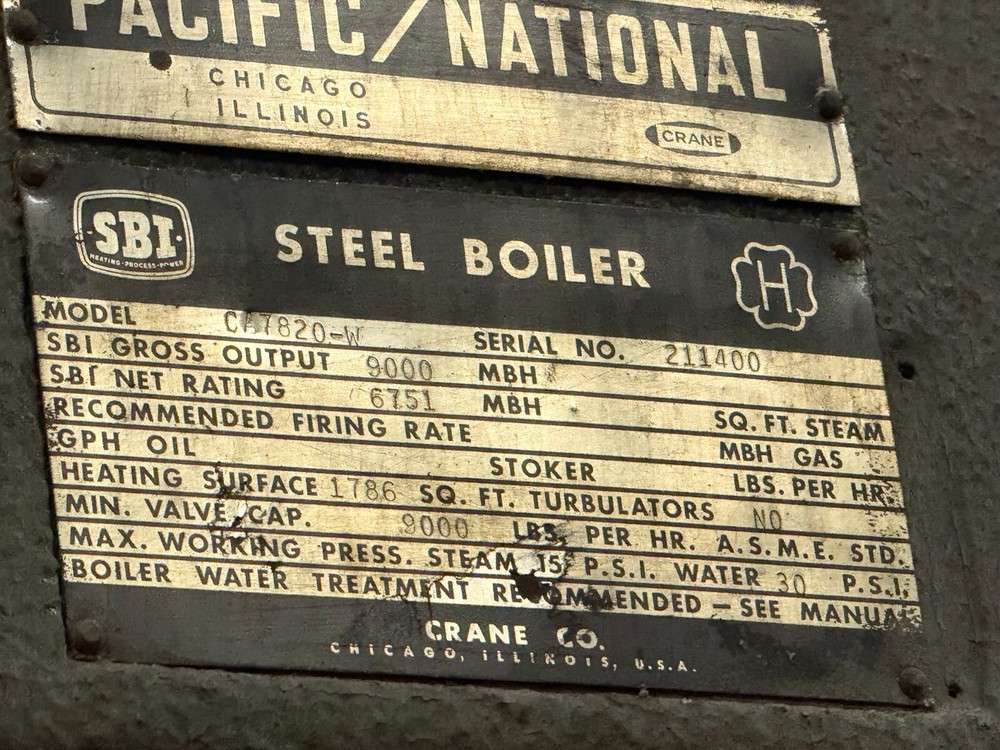 PACIFIC/NATIONAL
CHICAGO
ILLINOIS
CRANE
SBI
HEATING·PROCESS·POWER
STEEL BOILER
H
MODEL CA7820-W SERIAL NO. 211400
SBI GROSS OUTPUT 9000 MBH
SBI NET RATING 6751 MBH SQ. FT. STEAM
RECOMMENDED FIRING RATE MBH GAS
GPH OIL STOKER LBS. PER HR.
HEATING SURFACE 1786 SQ. FT. TURBULATORS NO
MIN. VALVE CAP. 9000 LBS. PER HR. A.S.M.E. STD.
MAX. WORKING PRESS. STEAM 15 P.S.I. WATER 30 P.S.I.
BOILER WATER TREATMENT RECOMMENDED — SEE MANUAL
CRANE CO.
CHICAGO, ILLINOIS, U.S.A.